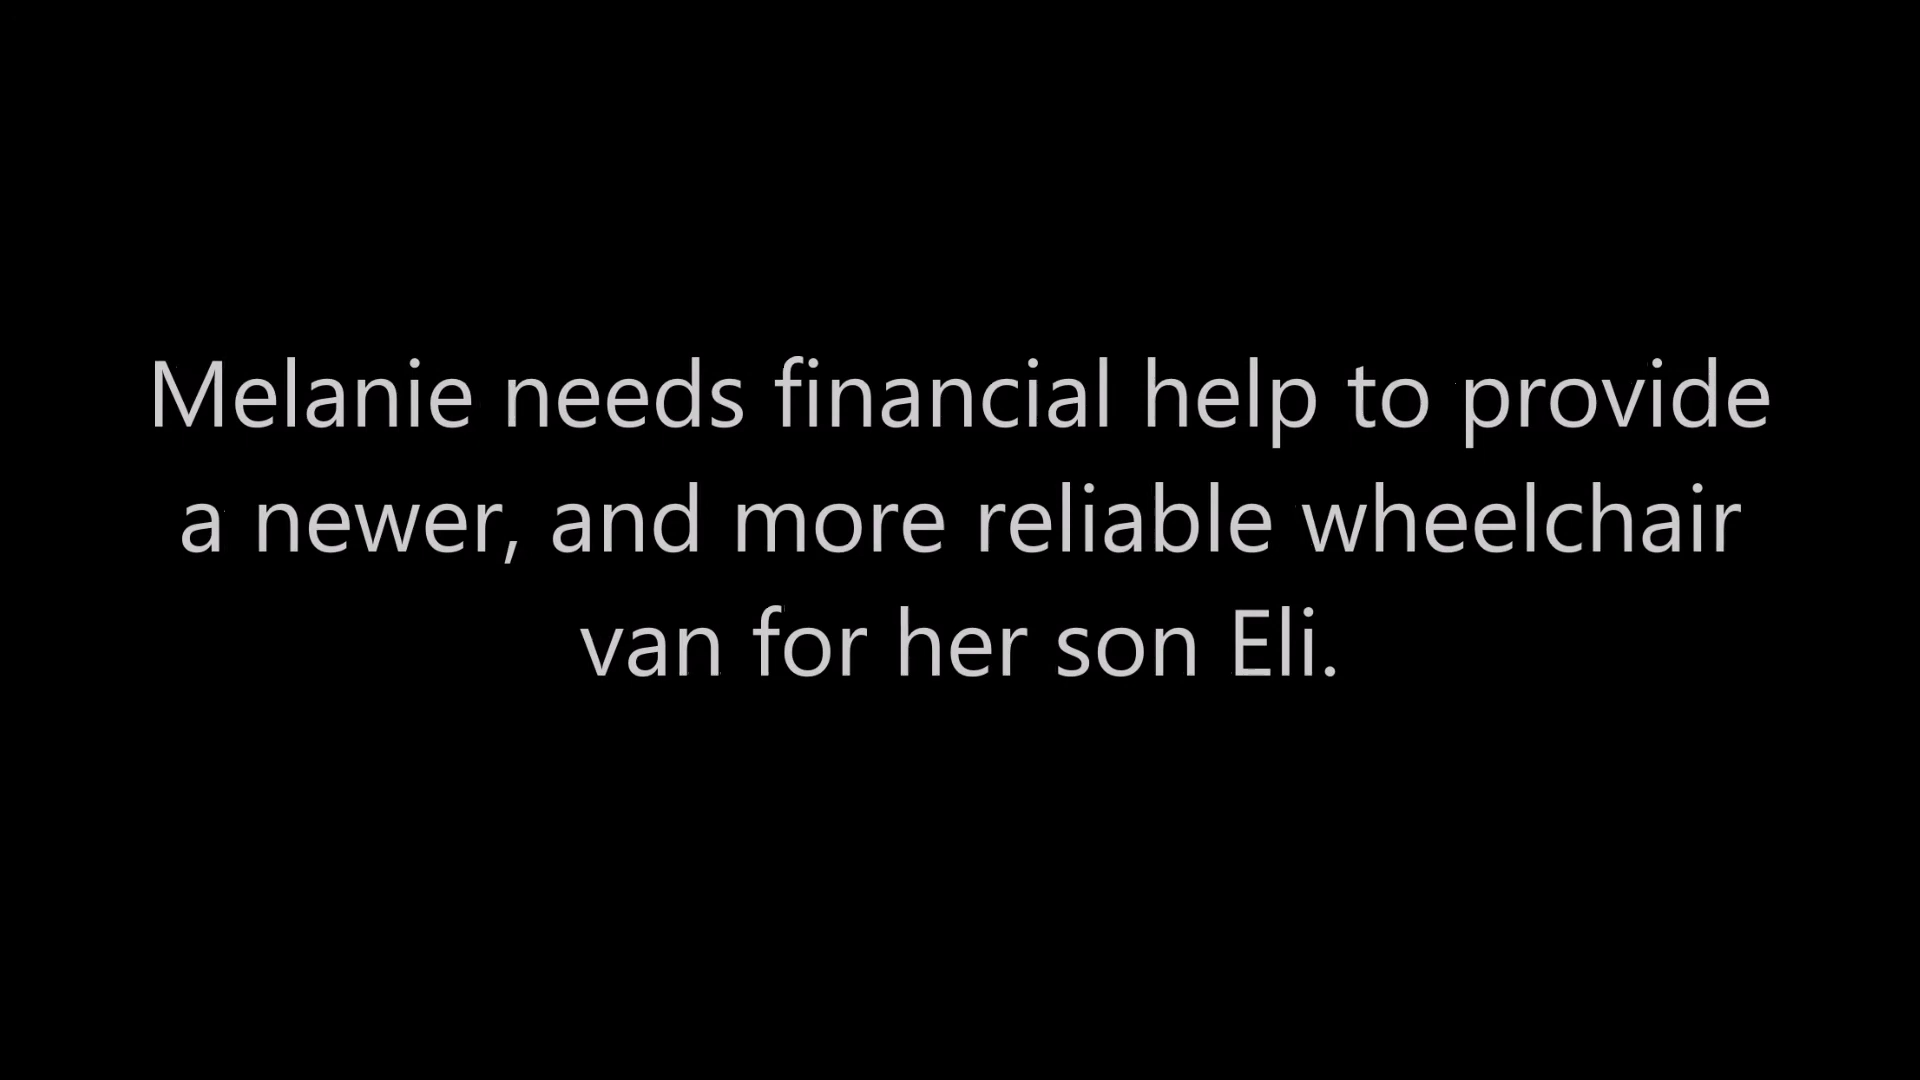 Melanie needs financial help to provide
a newer, and more reliable wheelchair
van for her son Eli.